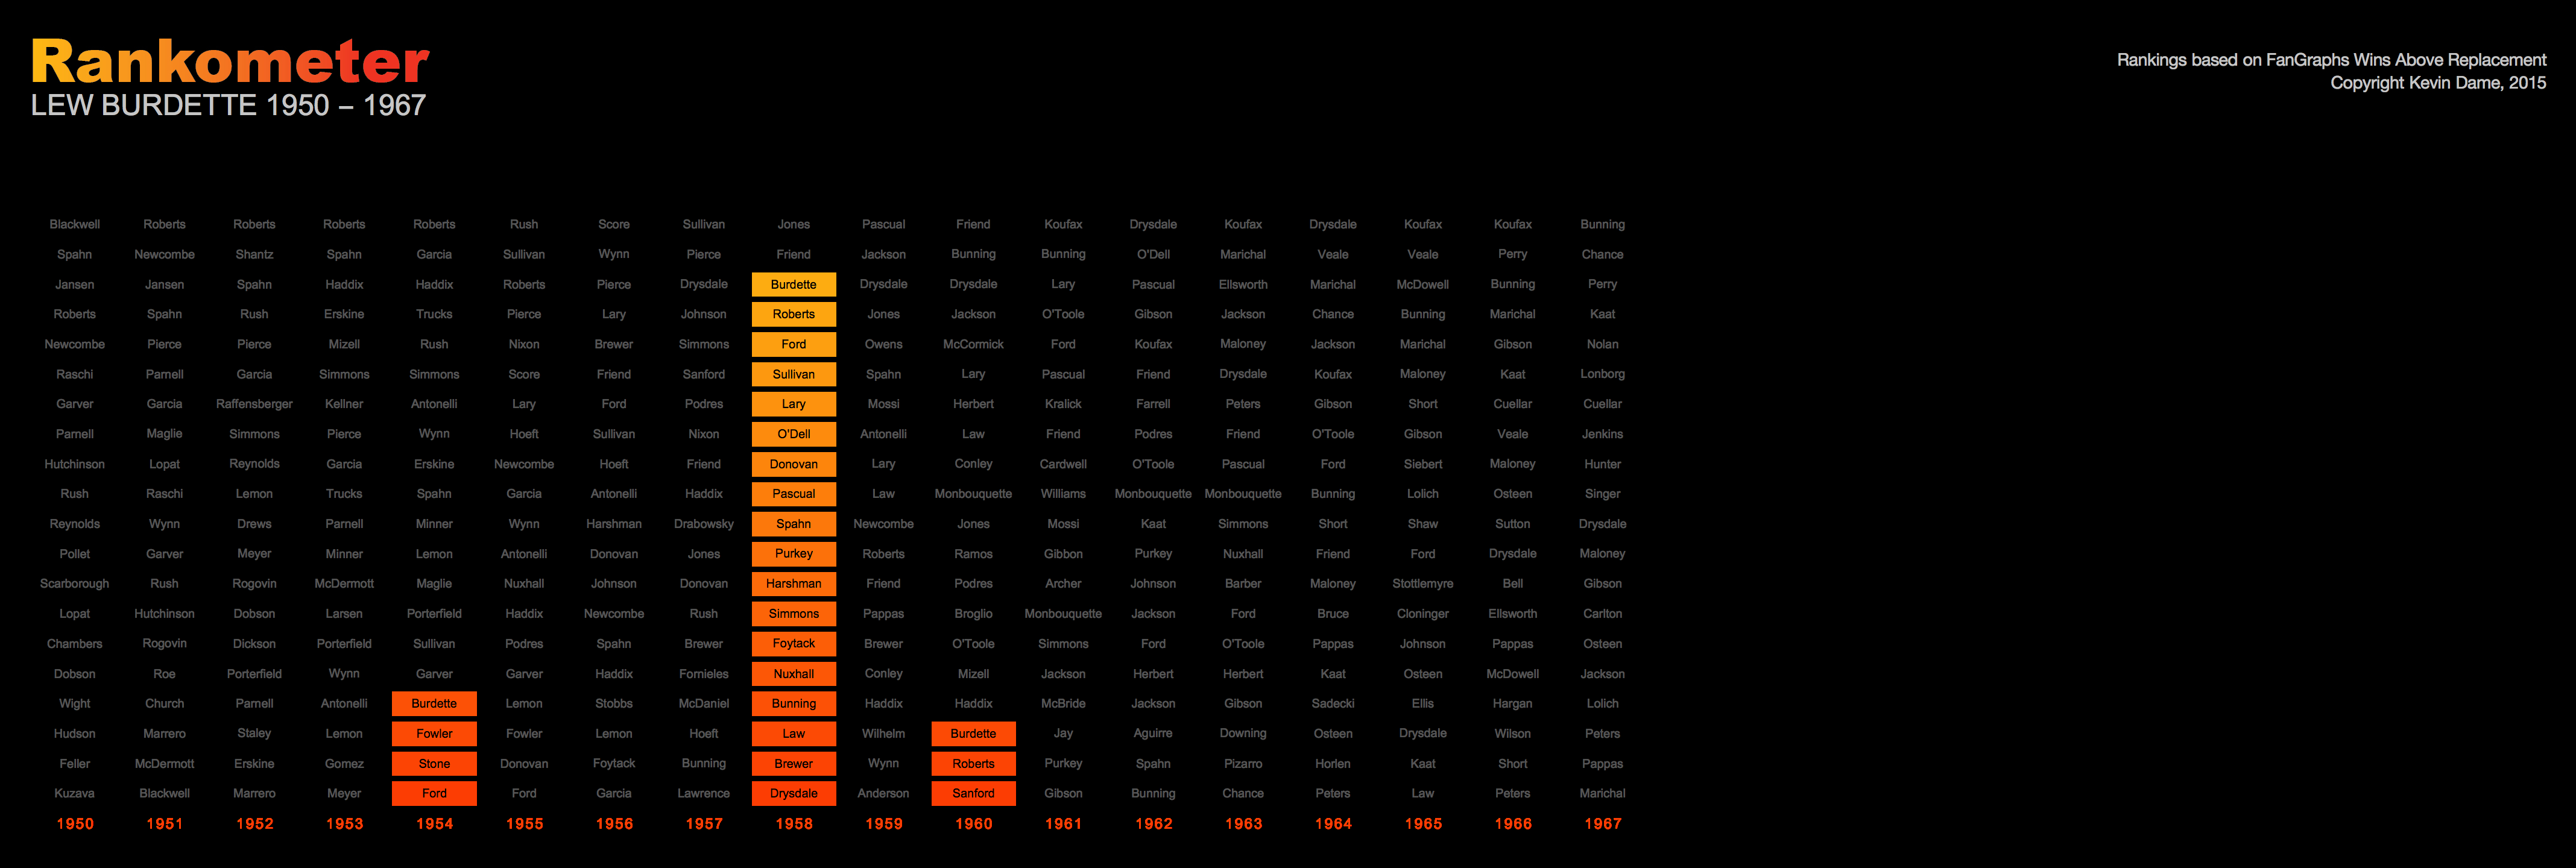 Rankometer
LEW BURDETTE 1950 – 1967
Rankings based on FanGraphs Wins Above Replacement
Copyright Kevin Dame, 2015
Blackwell Roberts Roberts Roberts Roberts Rush Score Sullivan Jones Pascual Friend Koufax Drysdale Koufax Drysdale Koufax Koufax Bunning
Spahn Newcombe Shantz Spahn Garcia Sullivan Wynn Pierce Friend Jackson Bunning Bunning O'Dell Marichal Veale Veale Perry Chance
Jansen Jansen Spahn Haddix Haddix Roberts Pierce Drysdale Burdette Drysdale Drysdale Lary Pascual Ellsworth Marichal McDowell Bunning Perry
Roberts Spahn Rush Erskine Trucks Pierce Lary Johnson Roberts Jones Jackson O'Toole Gibson Jackson Chance Bunning Marichal Kaat
Newcombe Pierce Pierce Mizell Rush Nixon Brewer Simmons Ford Owens McCormick Ford Koufax Maloney Jackson Marichal Gibson Nolan
Raschi Parnell Garcia Simmons Simmons Score Friend Sanford Sullivan Spahn Lary Pascual Friend Drysdale Koufax Maloney Kaat Lonborg
Garver Garcia Raffensberger Kellner Antonelli Lary Ford Podres Lary Mossi Herbert Kralick Farrell Peters Gibson Short Cuellar Cuellar
Parnell Maglie Simmons Pierce Wynn Hoeft Sullivan Nixon O'Dell Antonelli Law Friend Podres Friend O'Toole Gibson Veale Jenkins
Hutchinson Lopat Reynolds Garcia Erskine Newcombe Hoeft Friend Donovan Lary Conley Cardwell O'Toole Pascual Ford Siebert Maloney Hunter
Rush Raschi Lemon Trucks Spahn Garcia Antonelli Haddix Pascual Law Monbouquette Williams Monbouquette Monbouquette Bunning Lolich Osteen Singer
Reynolds Wynn Drews Parnell Minner Wynn Harshman Drabowsky Spahn Newcombe Jones Mossi Kaat Simmons Short Shaw Sutton Drysdale
Pollet Garver Meyer Minner Lemon Antonelli Donovan Jones Purkey Roberts Ramos Gibbon Purkey Nuxhall Friend Ford Drysdale Maloney
Scarborough Rush Rogovin McDermott Maglie Nuxhall Johnson Donovan Harshman Friend Podres Archer Johnson Barber Maloney Stottlemyre Bell Gibson
Lopat Hutchinson Dobson Larsen Porterfield Haddix Newcombe Rush Simmons Pappas Broglio Monbouquette Jackson Ford Bruce Cloninger Ellsworth Carlton
Chambers Rogovin Dickson Porterfield Sullivan Podres Spahn Brewer Foytack Brewer O'Toole Simmons Ford O'Toole Pappas Johnson Pappas Osteen
Dobson Roe Porterfield Wynn Garver Garver Haddix Fornieles Nuxhall Conley Mizell Jackson Herbert Herbert Kaat Osteen McDowell Jackson
Wight Church Parnell Antonelli Burdette Lemon Stobbs McDaniel Bunning Haddix Haddix McBride Jackson Gibson Sadecki Ellis Hargan Lolich
Hudson Marrero Staley Lemon Fowler Fowler Lemon Hoeft Law Wilhelm Burdette Jay Aguirre Downing Osteen Drysdale Wilson Peters
Feller McDermott Erskine Gomez Stone Donovan Foytack Bunning Brewer Wynn Roberts Purkey Spahn Pizarro Horlen Kaat Short Pappas
Kuzava Blackwell Marrero Meyer Ford Ford Garcia Lawrence Drysdale Anderson Sanford Gibson Bunning Chance Peters Law Peters Marichal
1950 1951 1952 1953 1954 1955 1956 1957 1958 1959 1960 1961 1962 1963 1964 1965 1966 1967